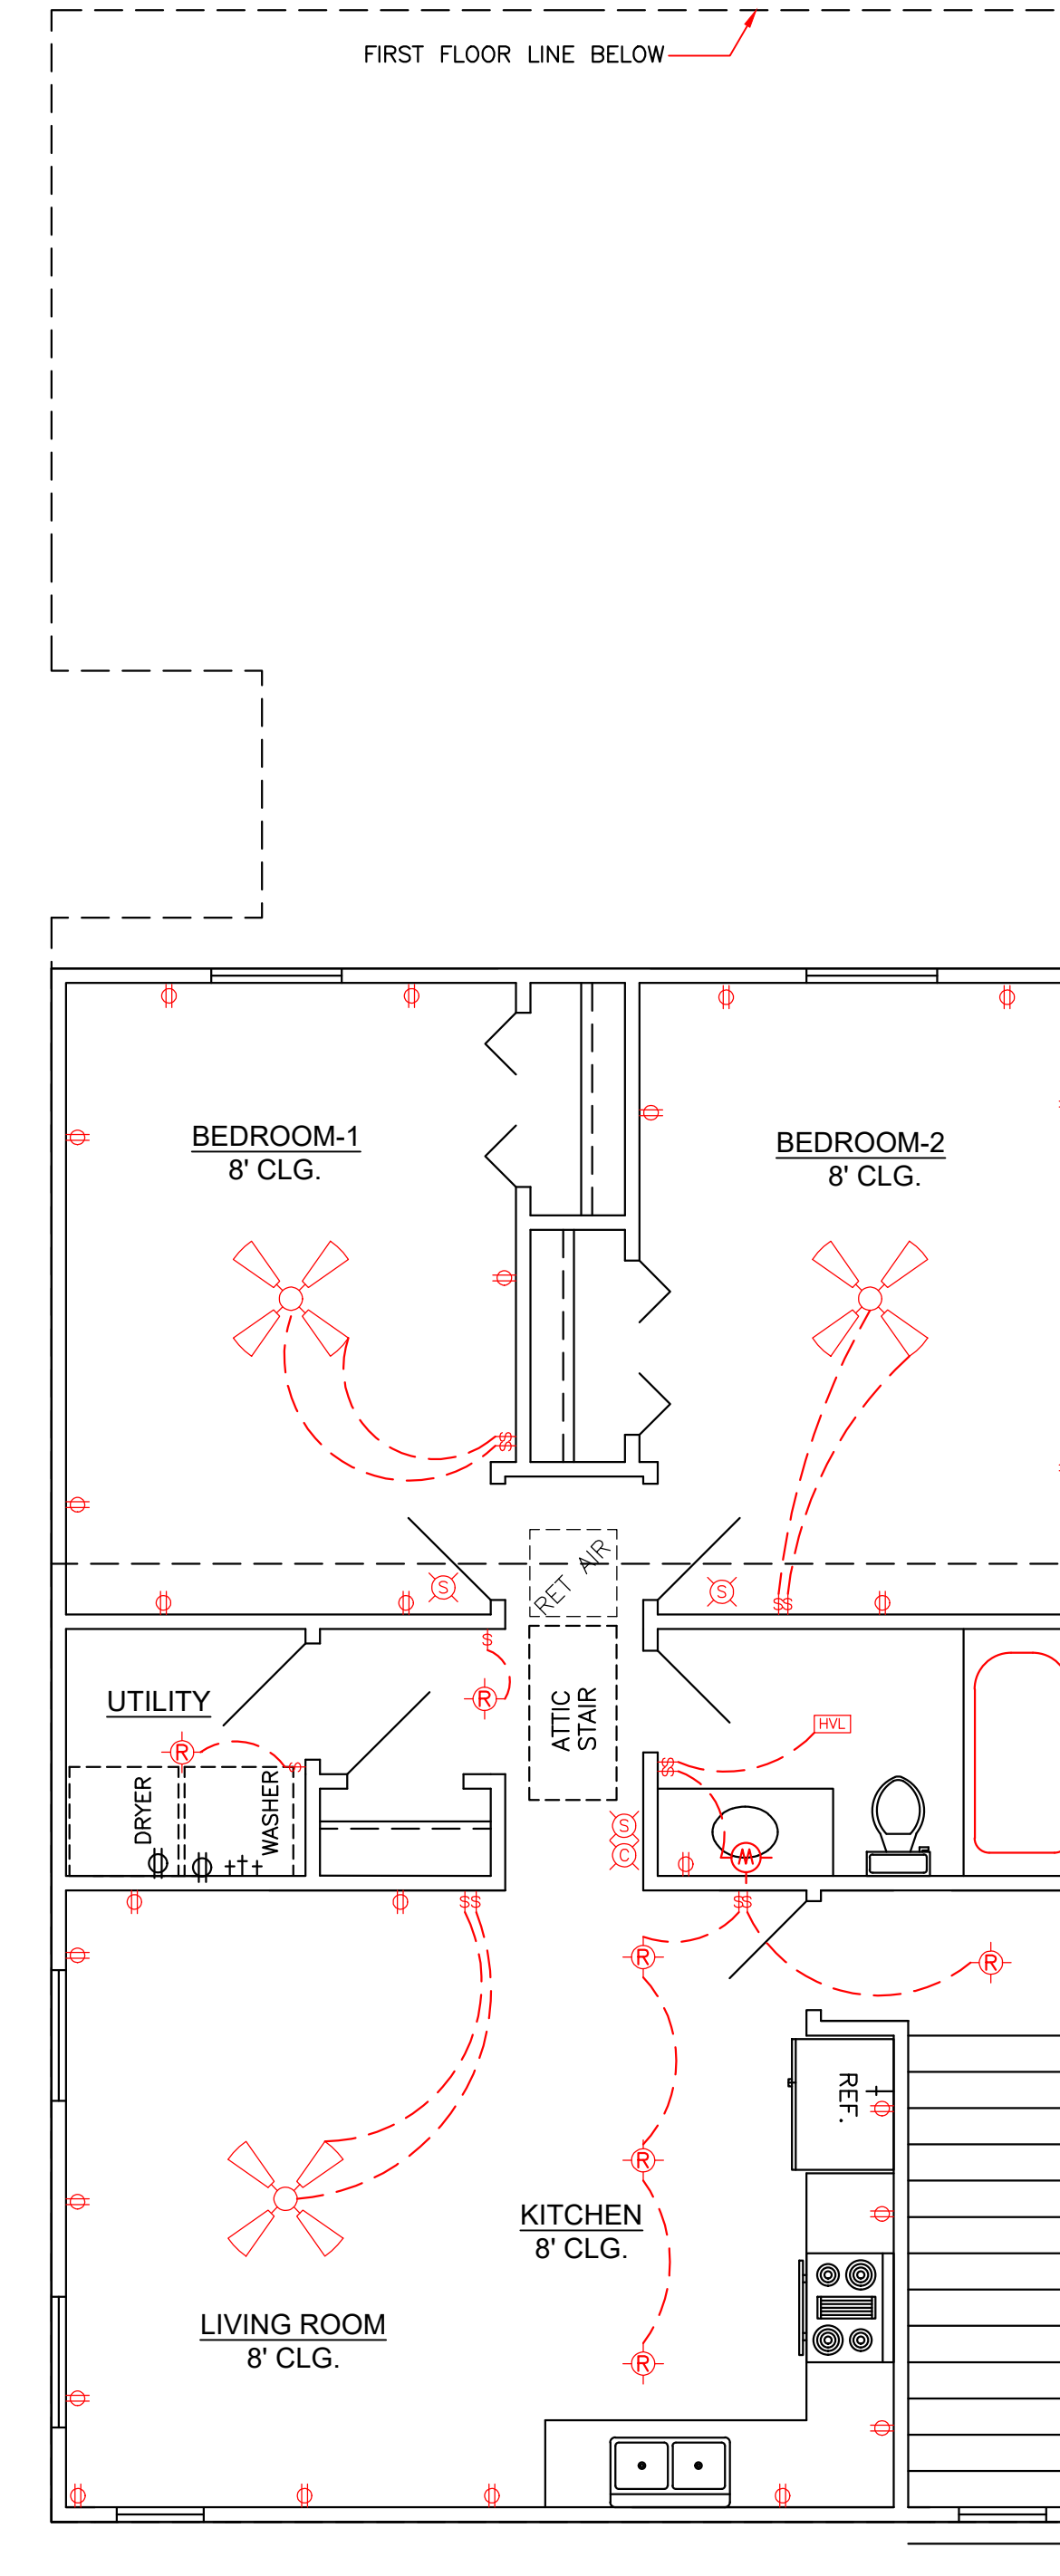 FIRST FLOOR LINE BELOW
BEDROOM-1
8' CLG.
BEDROOM-2
8' CLG.
$$
S
RET AIR
S
$$
$
UTILITY
R
ATTIC
STAIR
HVL
R
$
$$
DRYER
WASHER
S
C
$$
$$
R
R
REF.
R
KITCHEN
8' CLG.
LIVING ROOM
8' CLG.
R